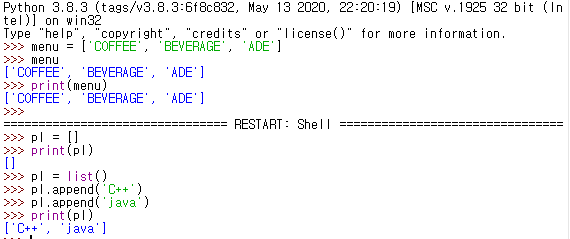 Python 3.8.3 (tags/v3.8.3:6f8c832, May 13 2020, 22:20:19) [MSC v.1925 32 bit (In
tel)] on win32
Type "help", "copyright", "credits" or "license()" for more information.
>>> menu = ['COFFEE', 'BEVERAGE', 'ADE']
>>> menu
['COFFEE', 'BEVERAGE', 'ADE']
>>> print(menu)
['COFFEE', 'BEVERAGE', 'ADE']
>>>
================================ RESTART: Shell ================================
>>> pl = []
>>> print(pl)
[]
>>> pl = list()
>>> pl.append('C++')
>>> pl.append('java')
>>> print(pl)
['C++', 'java']
>>>